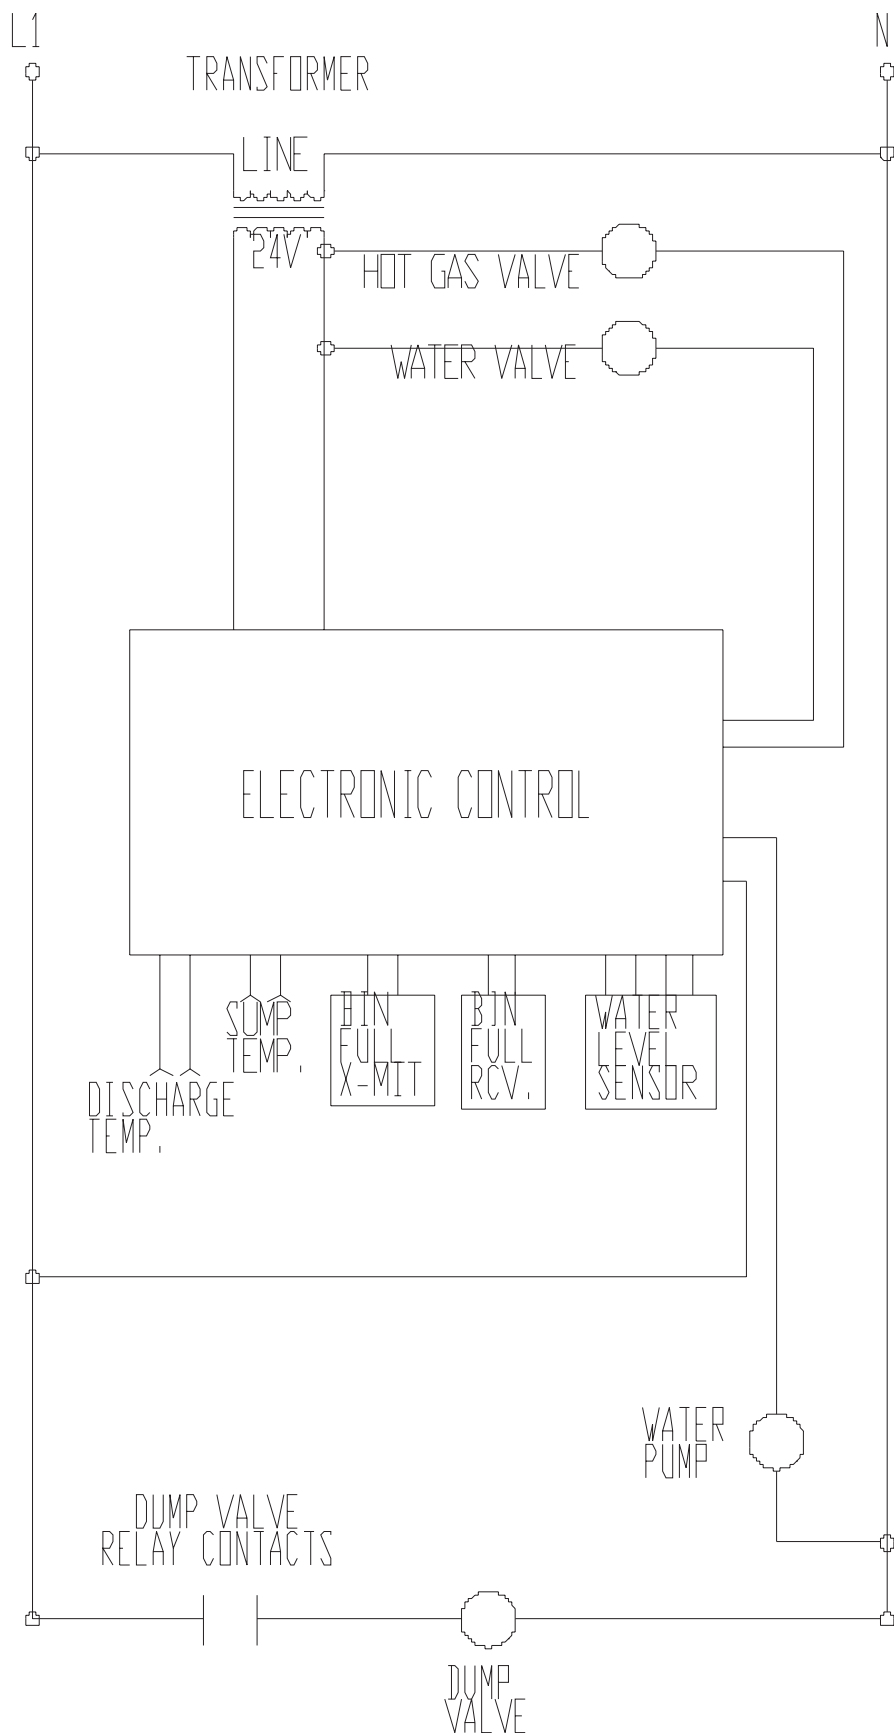 L1
N
TRANSFORMER
LINE
24V
HOT GAS VALVE
WATER VALVE
ELECTRONIC CONTROL
SUMP
TEMP.
BIN
FULL
X-MIT
BIN
FULL
RCV.
WATER
LEVEL
SENSOR
DISCHARGE
TEMP.
WATER
PUMP
DUMP VALVE
RELAY CONTACTS
DUMP
VALVE